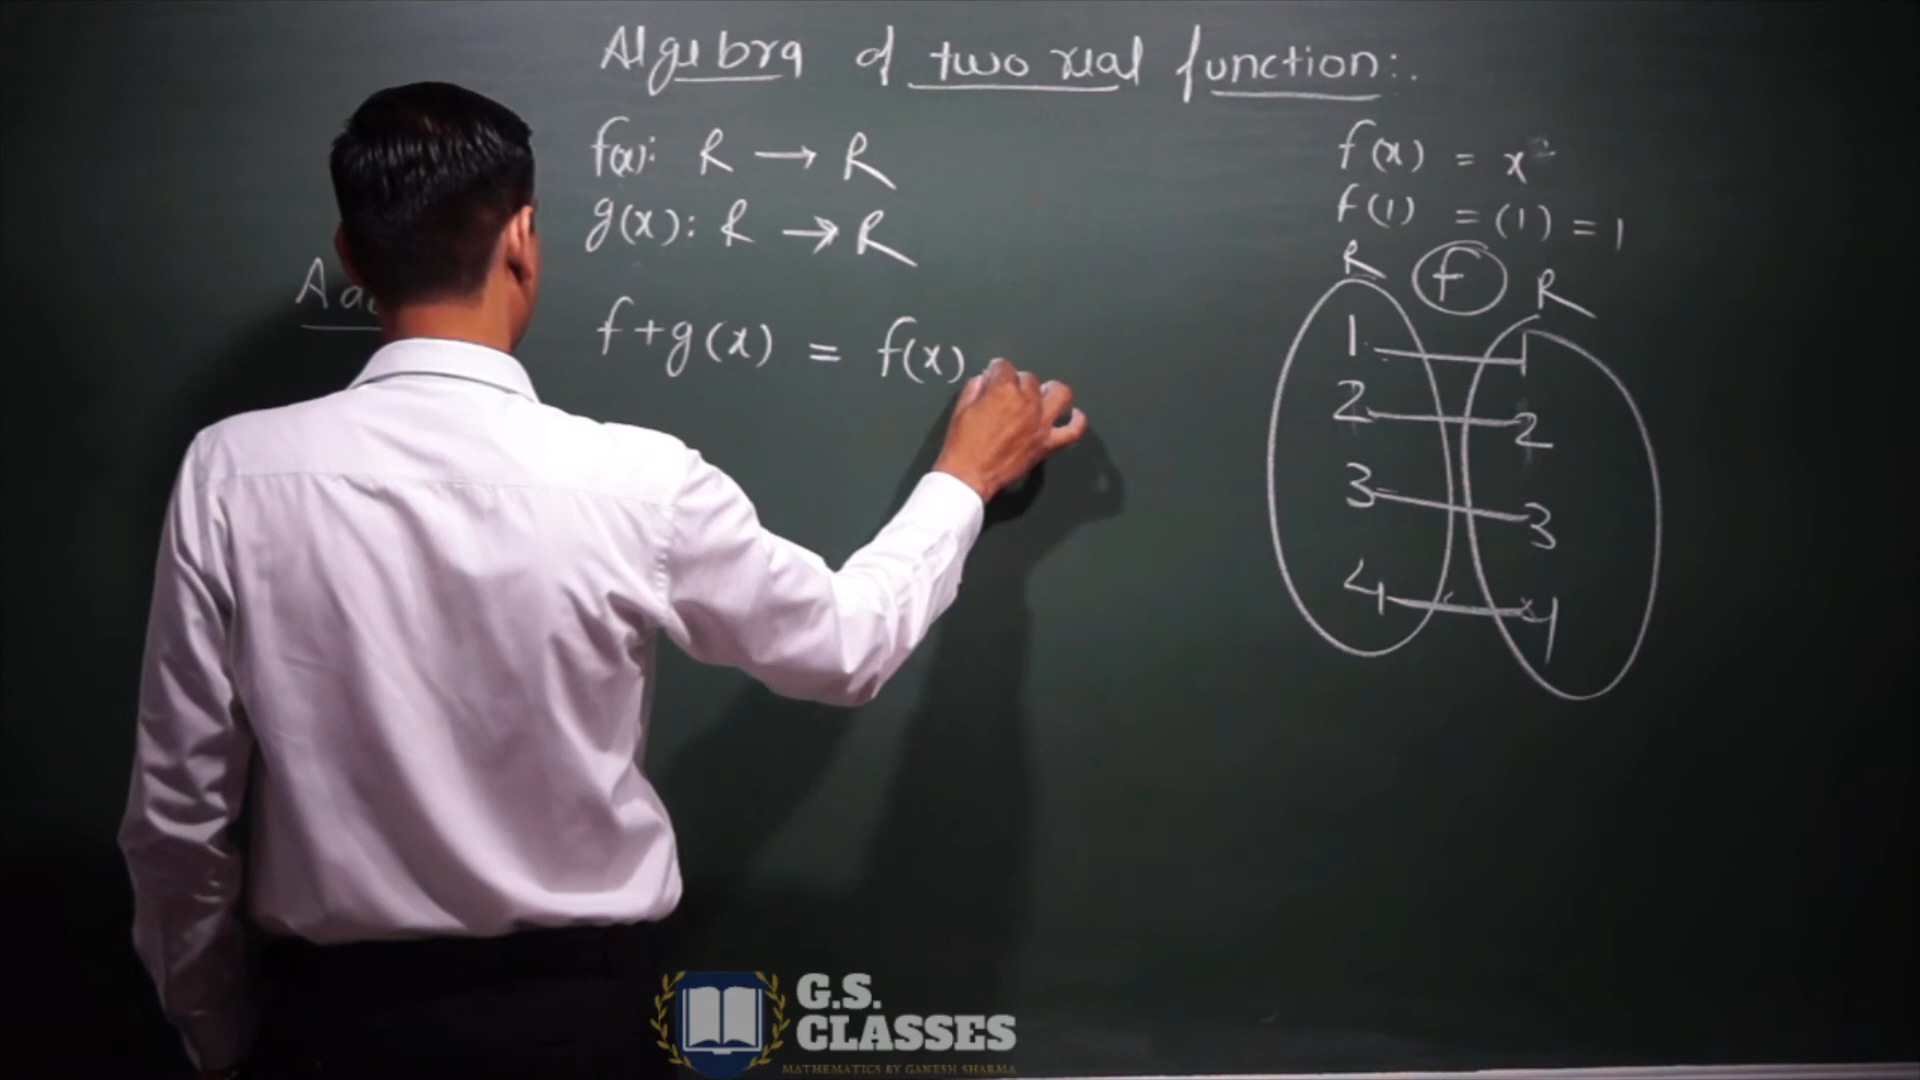 Algebra of two real function:.
f(x): R → R
g(x): R → R
f+g(x) = f(x)
f(x) = x²
f(1) = (1) = 1
R f R
1 1
2 2
3 3
4 4
G.S.
CLASSES
MATHEMATICS BY GANESH SHARMA